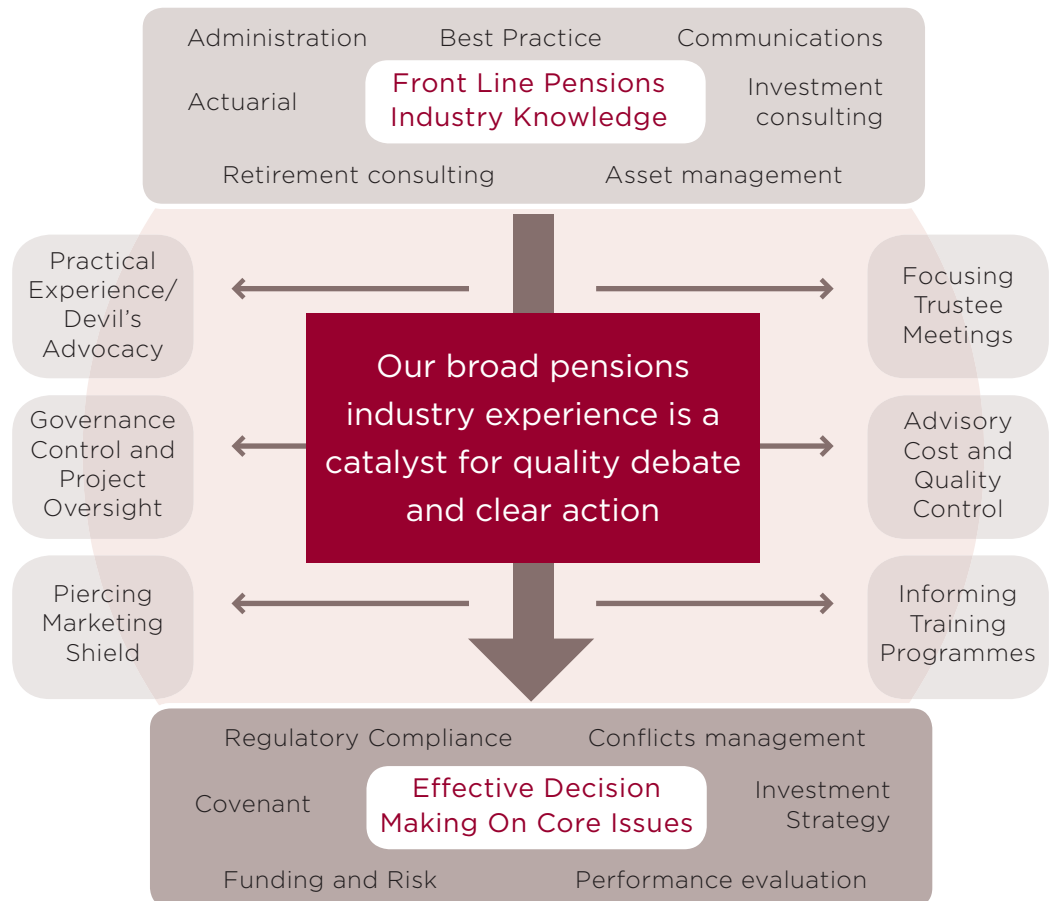 Administration
Best Practice
Communications
Actuarial
Front Line Pensions
Industry Knowledge
Investment
consulting
Retirement consulting
Asset management
Practical
Experience/
Devil's
Advocacy
Focusing
Trustee
Meetings
Our broad pensions
industry experience is a
catalyst for quality debate
and clear action
Governance
Control and
Project
Oversight
Advisory
Cost and
Quality
Control
Piercing
Marketing
Shield
Informing
Training
Programmes
Regulatory Compliance
Conflicts management
Covenant
Effective Decision
Making On Core Issues
Investment
Strategy
Funding and Risk
Performance evaluation